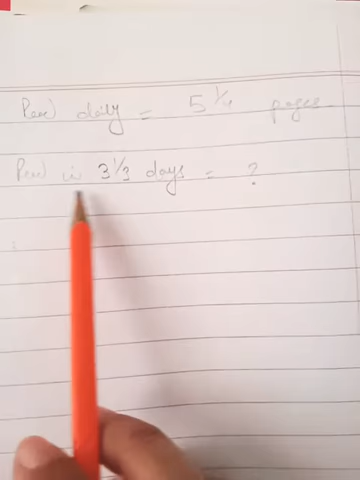 Read daily = 5 1/4 pages
Read in 3 1/3 days = ?